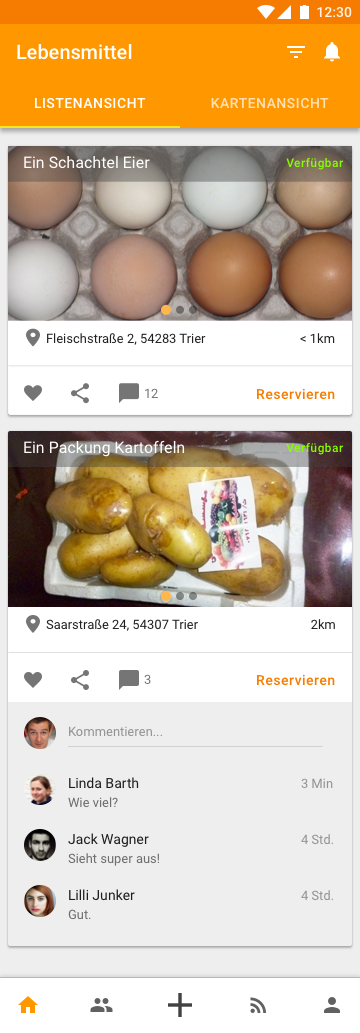 12:30
Lebensmittel
LISTENANSICHT KARTENANSICHT
Ein Schachtel Eier Verfügbar
Fleischstraße 2, 54283 Trier < 1km
12 Reservieren
Ein Packung Kartoffeln Verfügbar
Saarstraße 24, 54307 Trier 2km
3 Reservieren
Kommentieren...
Linda Barth 3 Min
Wie viel?
Jack Wagner 4 Std.
Sieht super aus!
Lilli Junker 4 Std.
Gut.